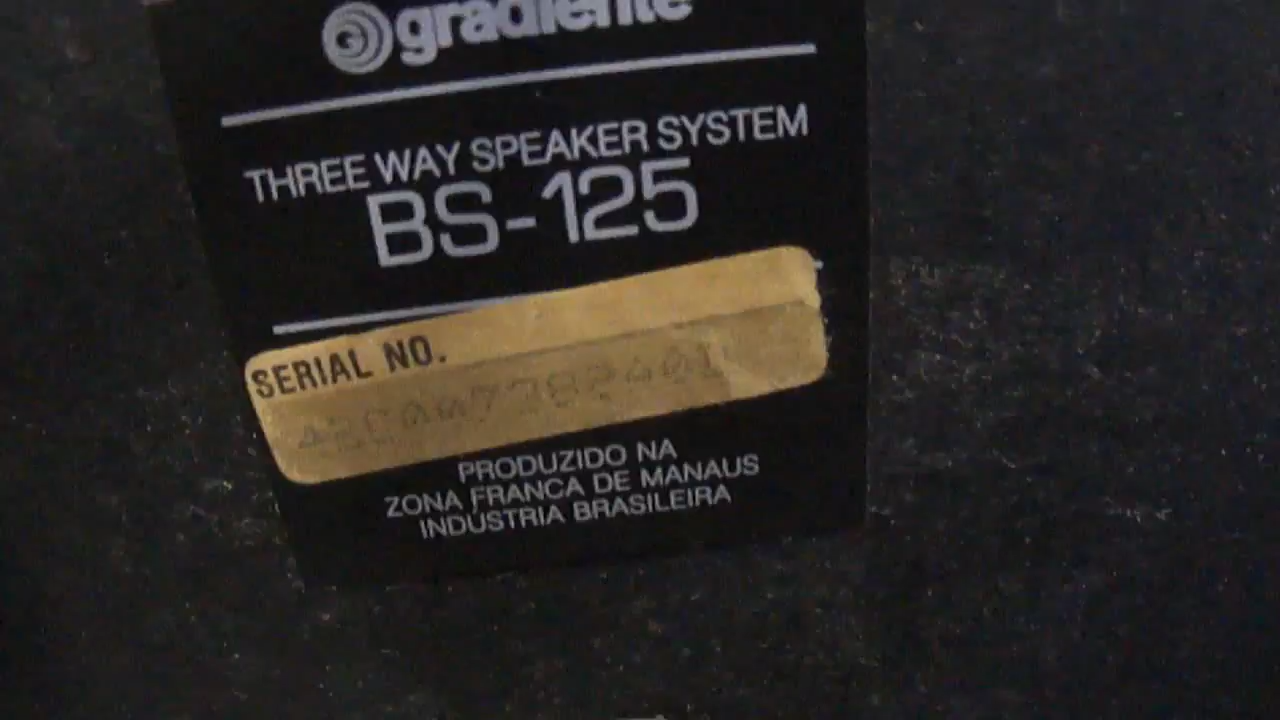 gradiente
THREE WAY SPEAKER SYSTEM
BS-125
SERIAL NO.
PRODUZIDO NA
ZONA FRANCA DE MANAUS
INDÚSTRIA BRASILEIRA